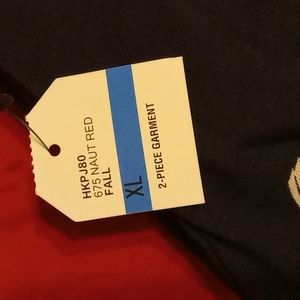 HKPJ80
675 NAUT RED
FALL
XL
2-PIECE GARMENT